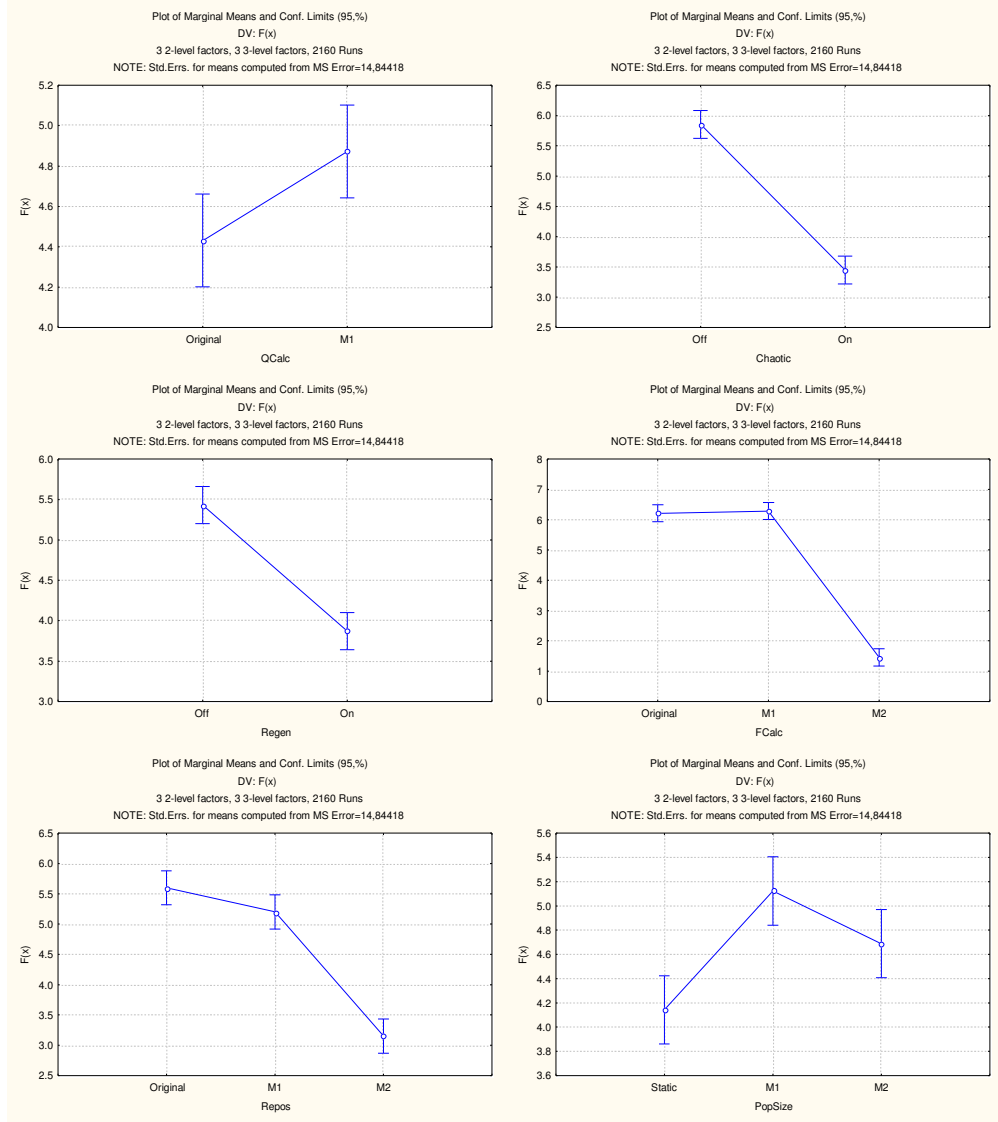 Plot of Marginal Means and Conf. Limits (95,%)
DV: F(x)
3 2-level factors, 3 3-level factors, 2160 Runs
NOTE: Std.Errs. for means computed from MS Error=14,84418
5.2
5.0
4.8
4.6
4.4
4.2
4.0
F(x)
Original M1
QCalc
Plot of Marginal Means and Conf. Limits (95,%)
DV: F(x)
3 2-level factors, 3 3-level factors, 2160 Runs
NOTE: Std.Errs. for means computed from MS Error=14,84418
6.5
6.0
5.5
5.0
4.5
4.0
3.5
3.0
2.5
F(x)
Off On
Chaotic
Plot of Marginal Means and Conf. Limits (95,%)
DV: F(x)
3 2-level factors, 3 3-level factors, 2160 Runs
NOTE: Std.Errs. for means computed from MS Error=14,84418
6.0
5.5
5.0
4.5
4.0
3.5
3.0
F(x)
Off On
Regen
Plot of Marginal Means and Conf. Limits (95,%)
DV: F(x)
3 2-level factors, 3 3-level factors, 2160 Runs
NOTE: Std.Errs. for means computed from MS Error=14,84418
8
7
6
5
4
3
2
1
0
F(x)
Original M1 M2
FCalc
Plot of Marginal Means and Conf. Limits (95,%)
DV: F(x)
3 2-level factors, 3 3-level factors, 2160 Runs
NOTE: Std.Errs. for means computed from MS Error=14,84418
6.5
6.0
5.5
5.0
4.5
4.0
3.5
3.0
2.5
F(x)
Original M1 M2
Repos
Plot of Marginal Means and Conf. Limits (95,%)
DV: F(x)
3 2-level factors, 3 3-level factors, 2160 Runs
NOTE: Std.Errs. for means computed from MS Error=14,84418
5.6
5.4
5.2
5.0
4.8
4.6
4.4
4.2
4.0
3.8
3.6
F(x)
Static M1 M2
PopSize